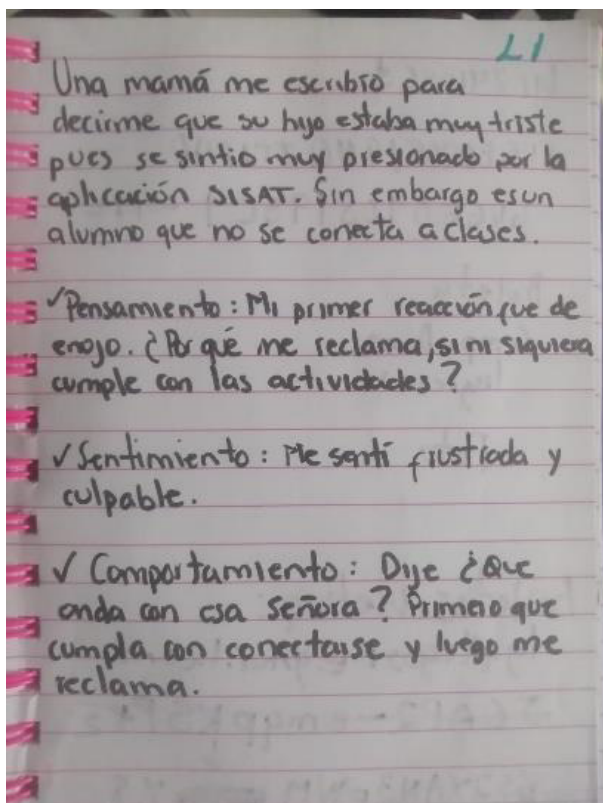 L1
Una mamá me escribio para
decirme que su hijo estaba muy triste
pues se sintio muy presionado por la
aplicación SISAT. Sin embargo es un
alumno que no se conecta a clases.
✓Pensamiento: Mi primer reacción fue de
enojo. ¿Por qué me reclama, si ni siquiera
cumple con las actividades?
✓ Sentimiento: Me sentí frustrada y
culpable.
✓ Comportamiento: Dije ¿Que
onda con esa señora? Primero que
cumpla con conectarse y luego me
reclama.